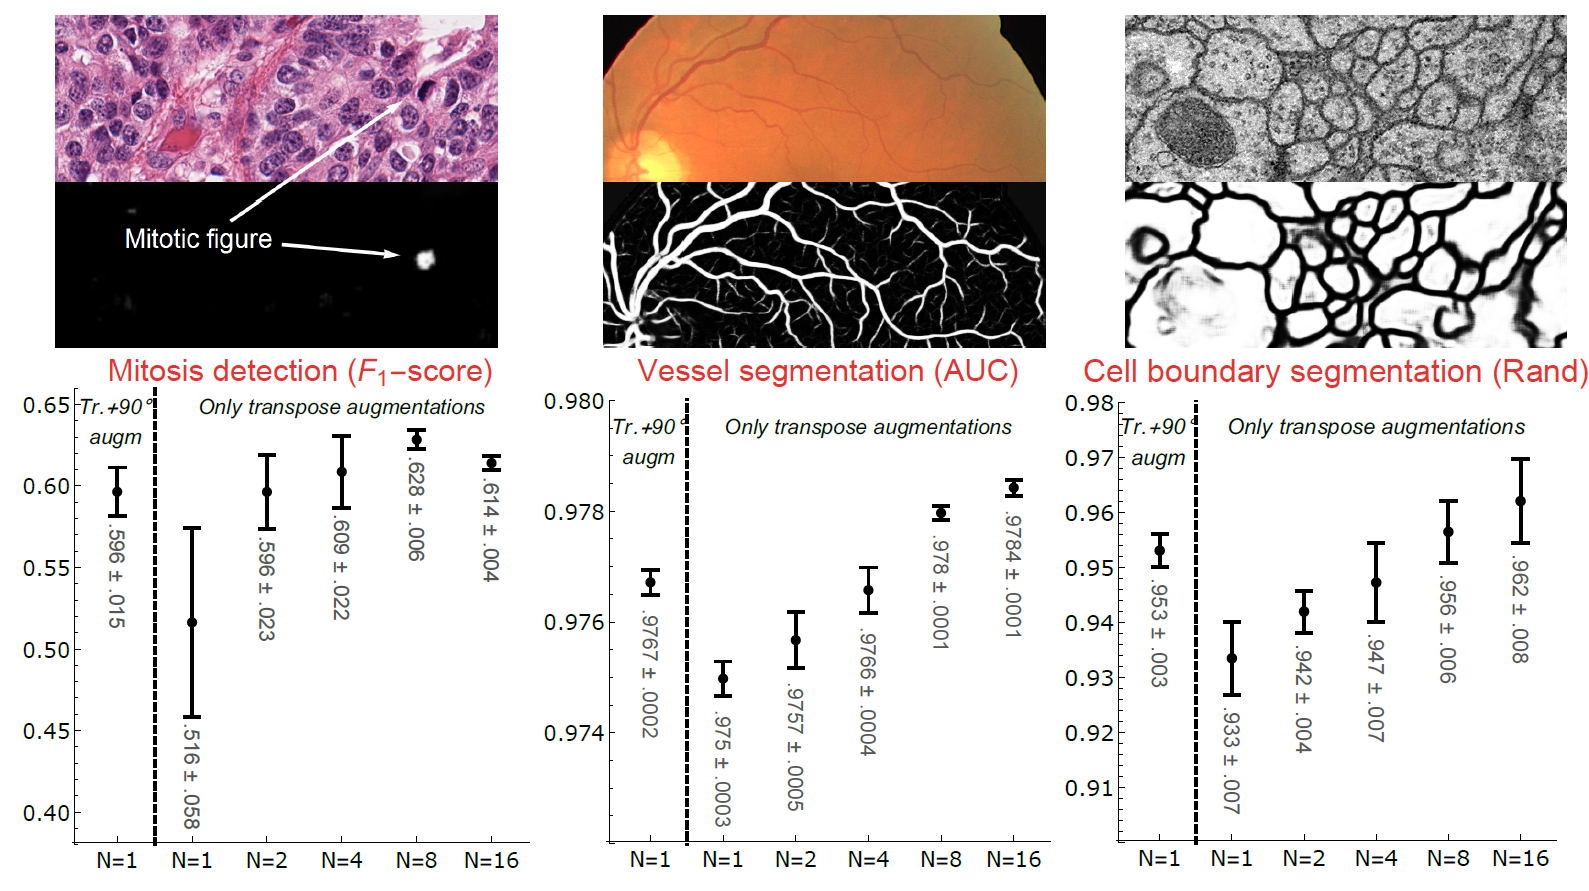 Mitotic figure
Mitosis detection (F₁−score)
0.65
0.60
0.55
0.50
0.45
0.40
Tr.+90°
augm
Only transpose augmentations
.596 ± .015
.516 ± .058
.596 ± .023
.609 ± .022
.628 ± .006
.614 ± .004
N=1 N=1 N=2 N=4 N=8 N=16
Vessel segmentation (AUC)
0.980
0.978
0.976
0.974
Tr.+90°
augm
Only transpose augmentations
.9767 ± .0002
.975 ± .0003
.9757 ± .0005
.9766 ± .0004
.978 ± .0001
.9784 ± .0001
N=1 N=1 N=2 N=4 N=8 N=16
Cell boundary segmentation (Rand)
0.98
0.97
0.96
0.95
0.94
0.93
0.92
0.91
Tr.+90°
augm
Only transpose augmentations
.953 ± .003
.933 ± .007
.942 ± .004
.947 ± .007
.956 ± .006
.962 ± .008
N=1 N=1 N=2 N=4 N=8 N=16